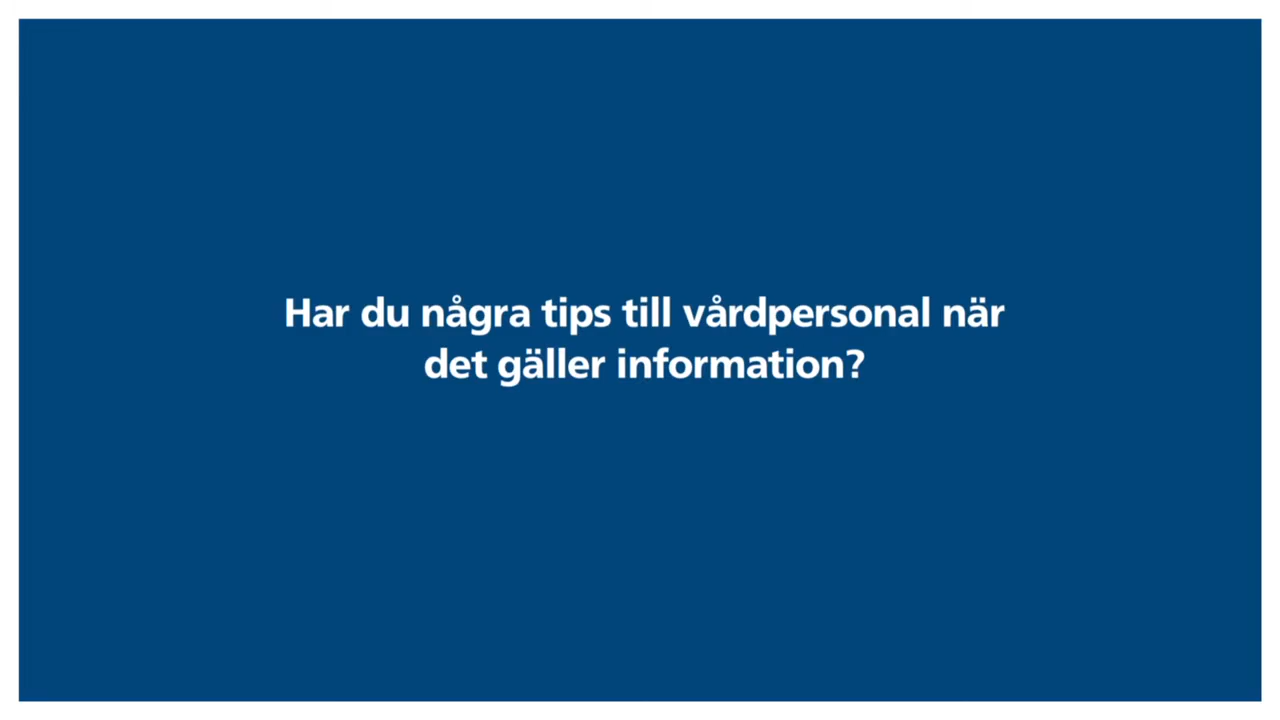 Har du några tips till vårdpersonal när
det gäller information?